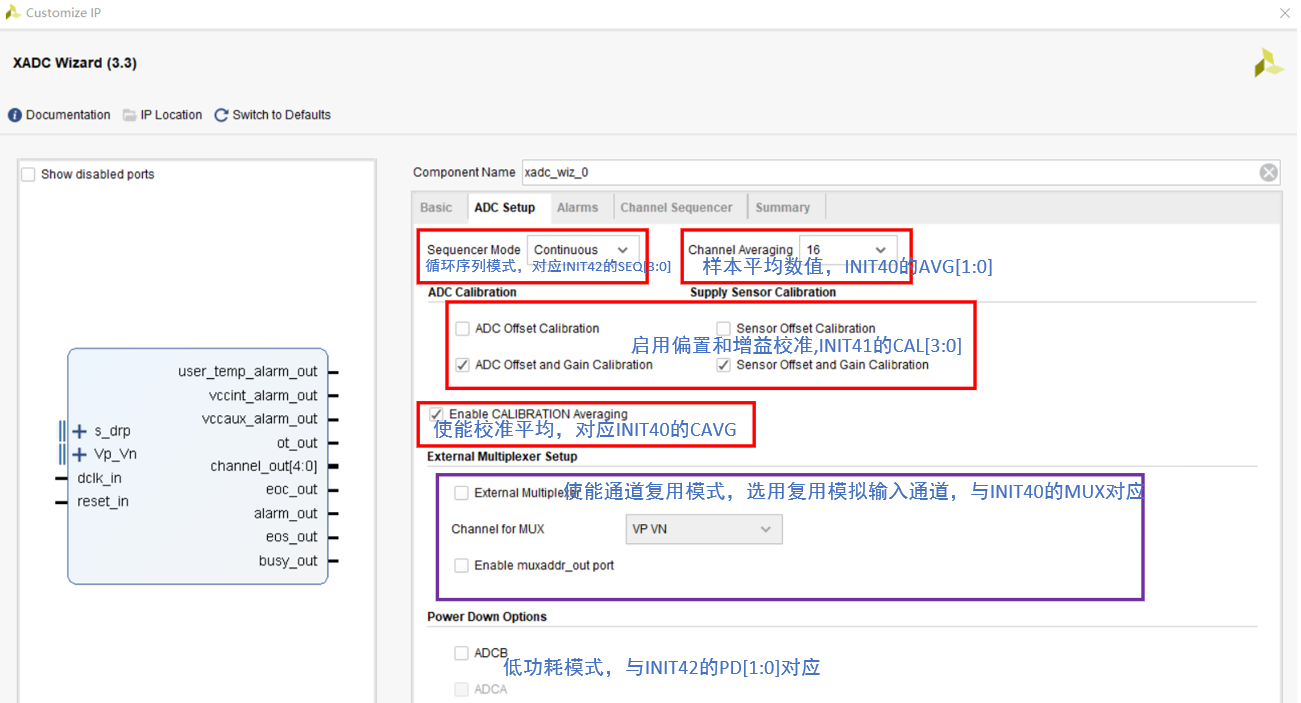 Customize IP
XADC Wizard (3.3)
Documentation IP Location Switch to Defaults
Show disabled ports
user_temp_alarm_out
vccint_alarm_out
vccaux_alarm_out
ot_out
channel_out[4:0]
eoc_out
alarm_out
eos_out
busy_out
s_drp
Vp_Vn
dclk_in
reset_in
Component Name xadc_wiz_0
Basic ADC Setup Alarms Channel Sequencer Summary
Sequencer Mode Continuous Channel Averaging 16
循环序列模式，对应INIT42的SEQ[3:0] 样本平均数值，INIT40的AVG[1:0]
ADC Calibration Supply Sensor Calibration
ADC Offset Calibration Sensor Offset Calibration
启用偏置和增益校准,INIT41的CAL[3:0]
ADC Offset and Gain Calibration Sensor Offset and Gain Calibration
Enable CALIBRATION Averaging
使能校准平均，对应INIT40的CAVG
External Multiplexer Setup
External Multiplexer 使能通道复用模式，选用复用模拟输入通道，与INIT40的MUX对应
Channel for MUX VP VN
Enable muxaddr_out port
Power Down Options
ADCB
低功耗模式，与INIT42的PD[1:0]对应
ADCA